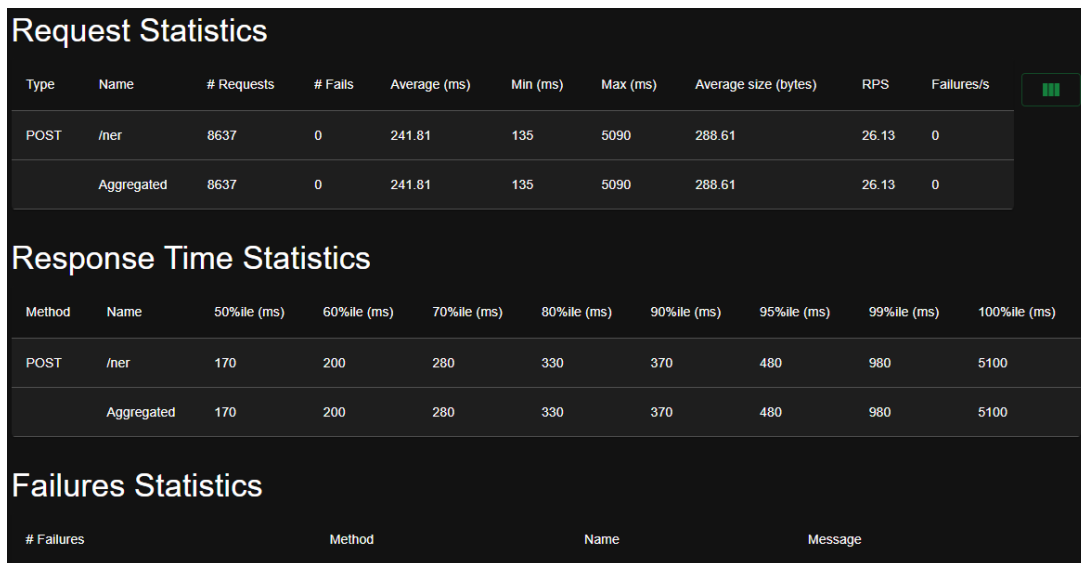 Request Statistics
Type Name # Requests # Fails Average (ms) Min (ms) Max (ms) Average size (bytes) RPS Failures/s
POST /ner 8637 0 241.81 135 5090 288.61 26.13 0
Aggregated 8637 0 241.81 135 5090 288.61 26.13 0
Response Time Statistics
Method Name 50%ile (ms) 60%ile (ms) 70%ile (ms) 80%ile (ms) 90%ile (ms) 95%ile (ms) 99%ile (ms) 100%ile (ms)
POST /ner 170 200 280 330 370 480 980 5100
Aggregated 170 200 280 330 370 480 980 5100
Failures Statistics
# Failures Method Name Message